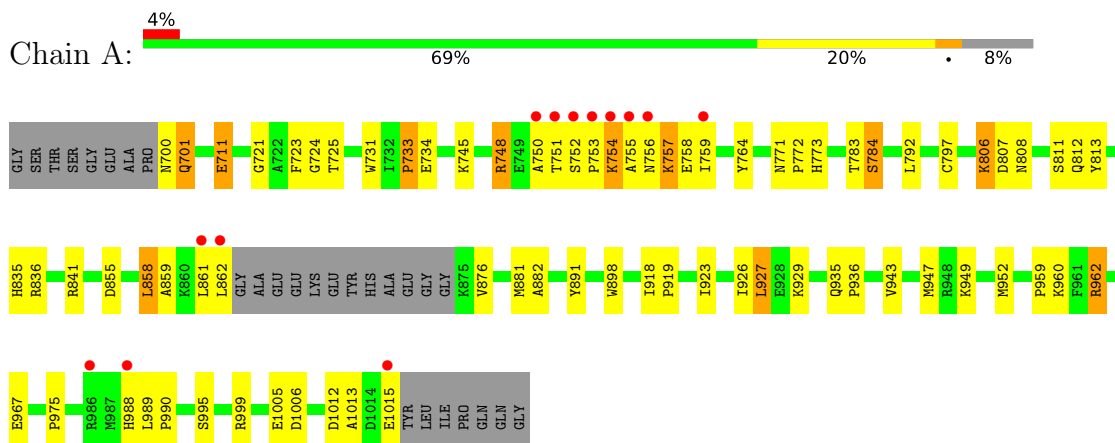 4%
Chain A:
69% 20% • 8%
GLY SER THR SER GLY GLU ALA PRO N700 Q701 E711 G721 A722 F723 G724 T725 W731 I732 P733 E734 K745 R748 E749 A750 T751 S752 P753 K754 A755 N756 K757 E758 I759 Y764 N771 P772 H773 T783 S784 L792 C797 K806 D807 N808 S811 Q812 Y813
H835 R836 R841 D855 L858 A859 K860 L861 L862 GLY ALA GLU GLU LYS GLU TYR HIS ALA GLU GLY GLY K875 V876 M881 A882 Y891 W898 I918 P919 I923 I926 L927 E928 K929 Q935 P936 V943 M947 R948 K949 M952 P959 K960 F961 R962
E967 P975 R986 M987 H988 L989 P990 S995 R999 E1005 D1006 D1012 A1013 D1014 E1015 TYR LEU ILE PRO GLN GLN GLY